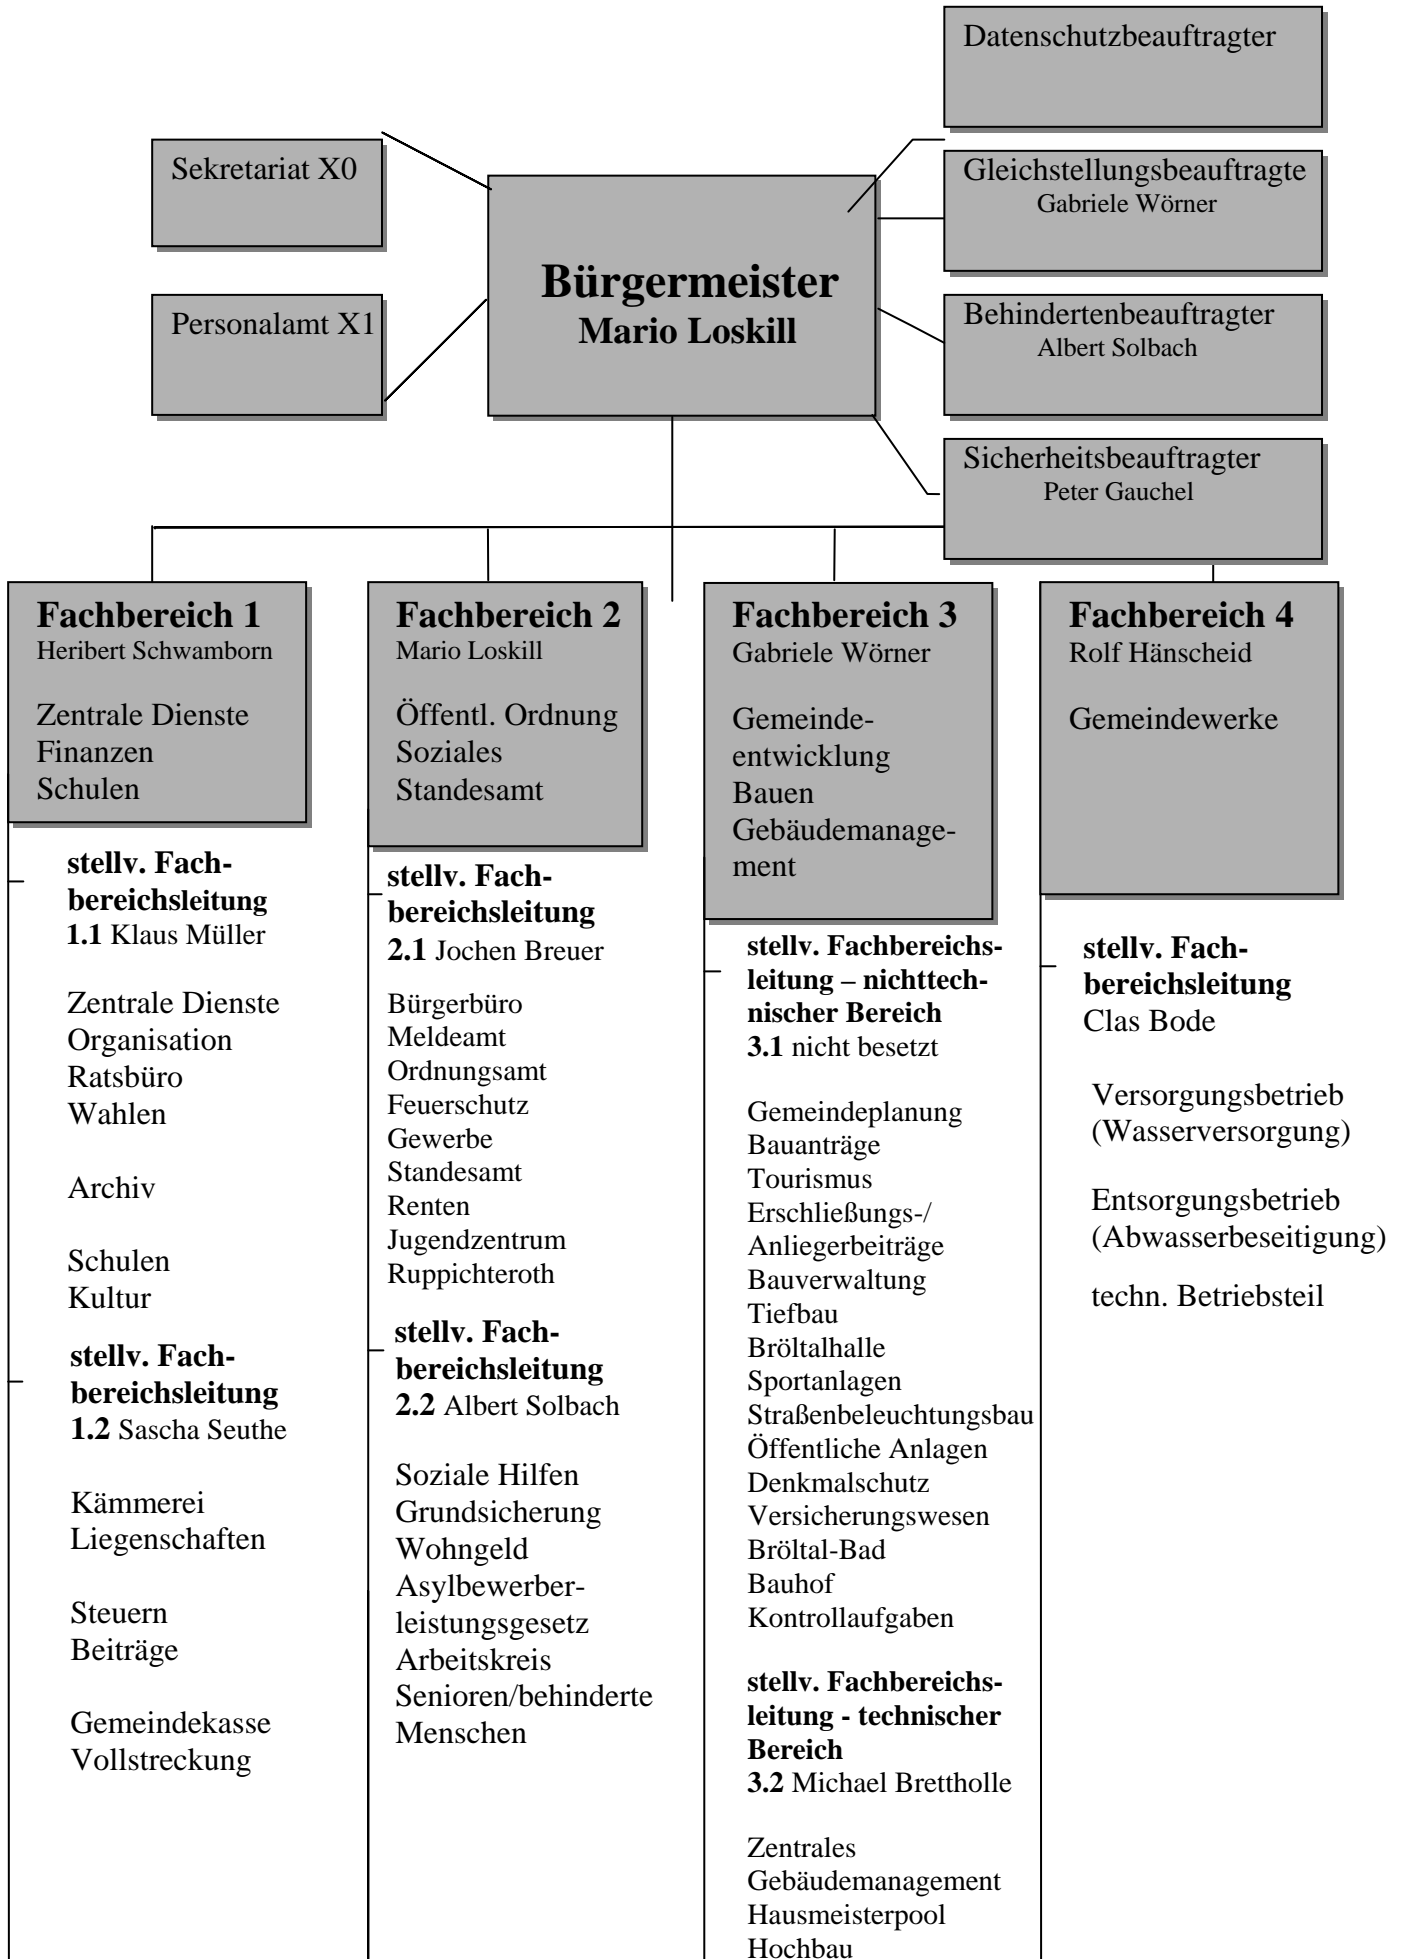 Datenschutzbeauftragter
Sekretariat X0
Gleichstellungsbeauftragte
Gabriele Wörner
Bürgermeister
Mario Loskill
Personalamt X1
Behindertenbeauftragter
Albert Solbach
Sicherheitsbeauftragter
Peter Gauchel
Fachbereich 1
Heribert Schwamborn
Zentrale Dienste
Finanzen
Schulen
stellv. Fach-
bereichsleitung
1.1 Klaus Müller
Zentrale Dienste
Organisation
Ratsbüro
Wahlen
Archiv
Schulen
Kultur
stellv. Fach-
bereichsleitung
1.2 Sascha Seuthe
Kämmerei
Liegenschaften
Steuern
Beiträge
Gemeindekasse
Vollstreckung
Fachbereich 2
Mario Loskill
Öffentl. Ordnung
Soziales
Standesamt
stellv. Fach-
bereichsleitung
2.1 Jochen Breuer
Bürgerbüro
Meldeamt
Ordnungsamt
Feuerschutz
Gewerbe
Standesamt
Renten
Jugendzentrum
Ruppichteroth
stellv. Fach-
bereichsleitung
2.2 Albert Solbach
Soziale Hilfen
Grundsicherung
Wohngeld
Asylbewerber-
leistungsgesetz
Arbeitskreis
Senioren/behinderte
Menschen
Fachbereich 3
Gabriele Wörner
Gemeinde-
entwicklung
Bauen
Gebäudemanage-
ment
stellv. Fachbereichs-
leitung – nichttech-
nischer Bereich
3.1 nicht besetzt
Gemeindeplanung
Bauanträge
Tourismus
Erschließungs-/
Anliegerbeiträge
Bauverwaltung
Tiefbau
Bröltalhalle
Sportanlagen
Straßenbeleuchtungsbau
Öffentliche Anlagen
Denkmalschutz
Versicherungswesen
Bröltal-Bad
Bauhof
Kontrollaufgaben
stellv. Fachbereichs-
leitung - technischer
Bereich
3.2 Michael Brettholle
Zentrales
Gebäudemanagement
Hausmeisterpool
Hochbau
Fachbereich 4
Rolf Hänscheid
Gemeindewerke
stellv. Fach-
bereichsleitung
Clas Bode
Versorgungsbetrieb
(Wasserversorgung)
Entsorgungsbetrieb
(Abwasserbeseitigung)
techn. Betriebsteil